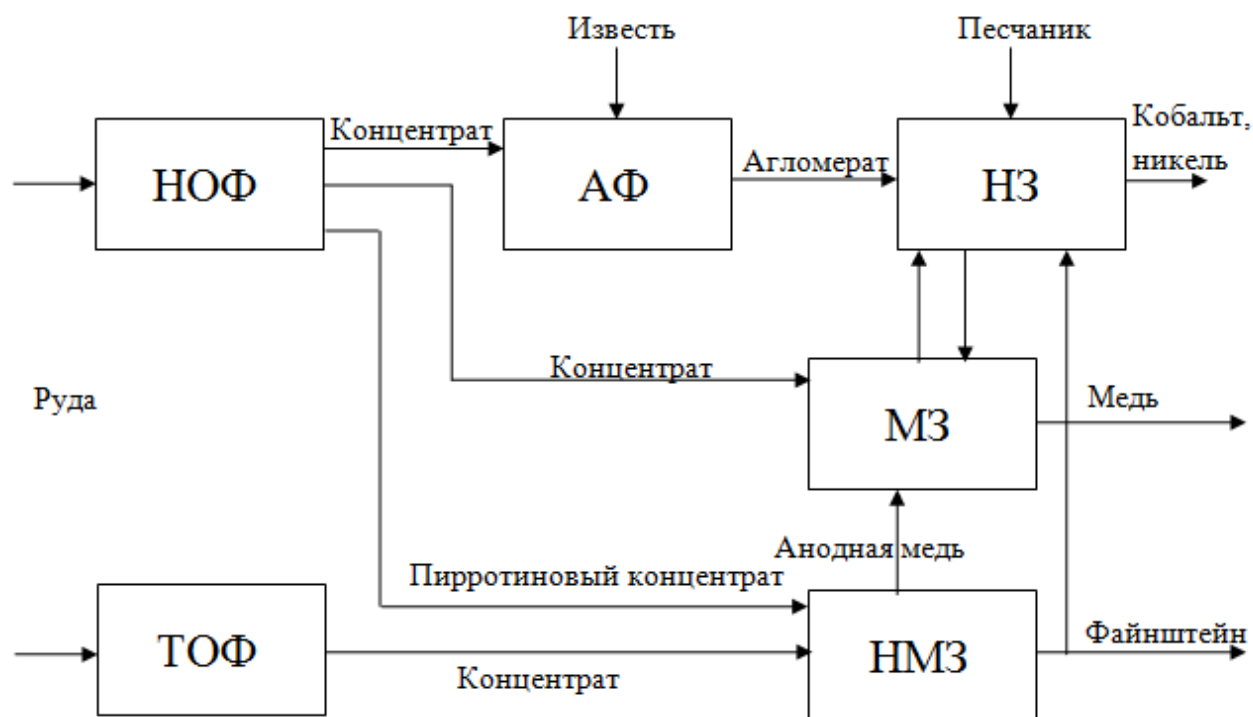 Известь
Песчаник
Концентрат
Кобальт,
никель
НОФ
АФ
Агломерат
НЗ
Концентрат
Руда
МЗ
Медь
Анодная медь
Пирротиновый концентрат
ТОФ
Концентрат
НМЗ
Файнштейн